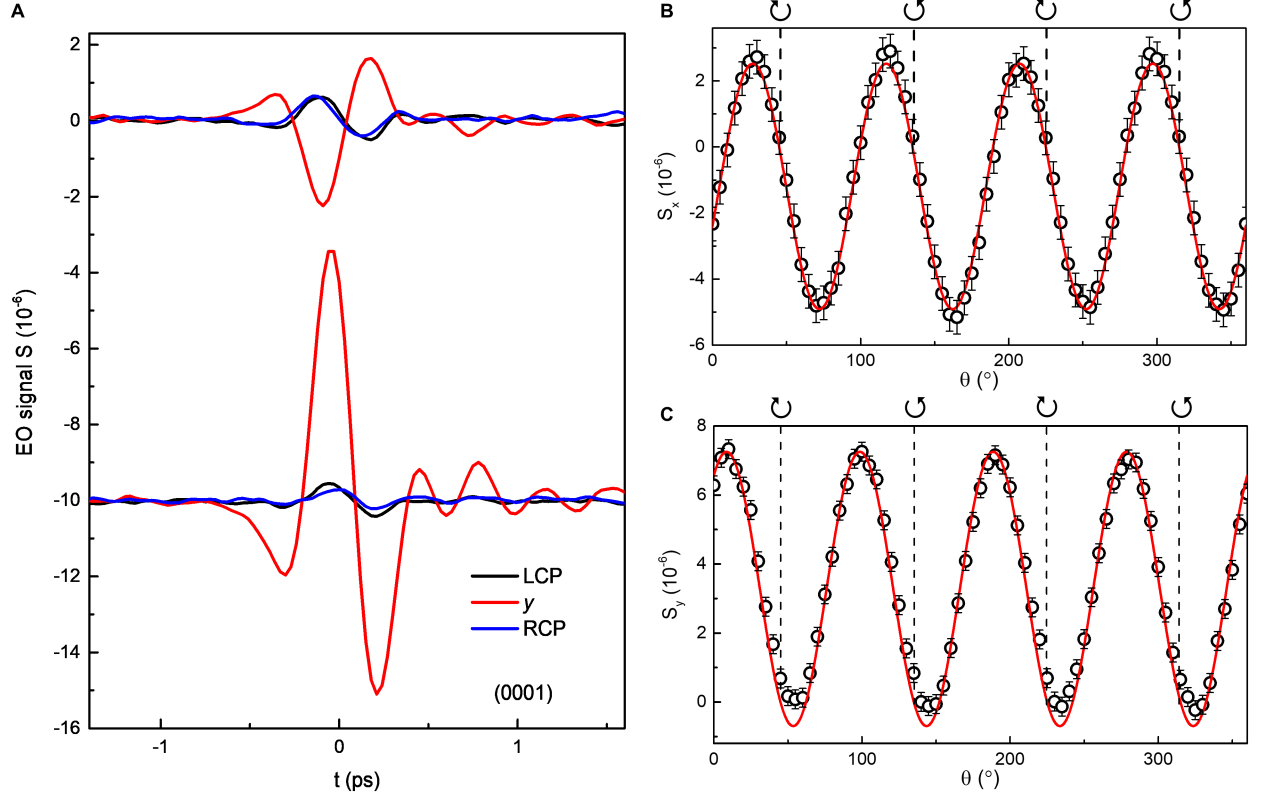 A
2
0
-2
-4
-6
-8
-10
-12
-14
-16
EO signal S (10⁻⁶)
LCP
y
RCP
(0001)
-1
0
1
t (ps)
B
2
0
-2
-4
-6
Sₓ (10⁻⁶)
0
100
200
300
θ (°)
C
8
6
4
2
0
S_y (10⁻⁶)
0
100
200
300
θ (°)